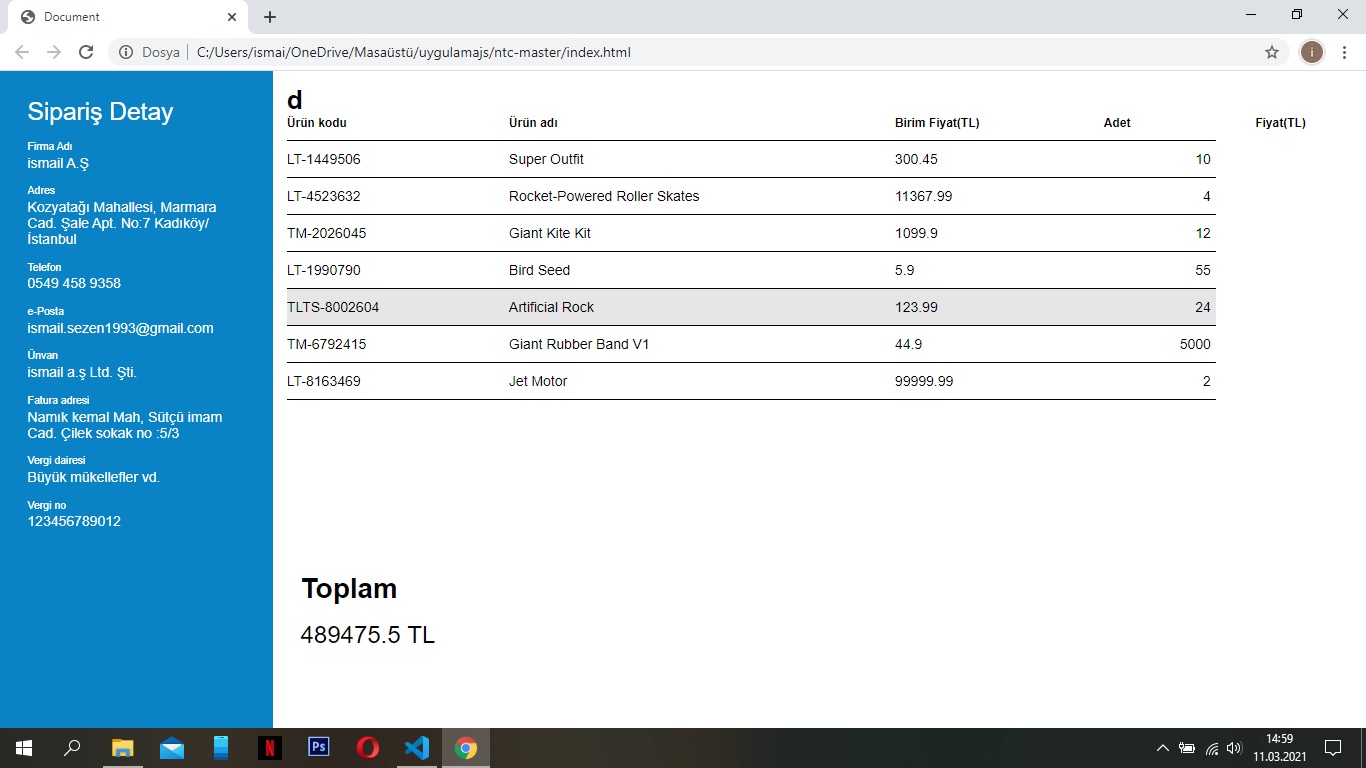 Document
Dosya C:/Users/ismai/OneDrive/Masaüstü/uygulamajs/ntc-master/index.html i
Sipariş Detay
Firma Adı
ismail A.Ş
Adres
Kozyatağı Mahallesi, Marmara
Cad. Şale Apt. No:7 Kadıköy/
İstanbul
Telefon
0549 458 9358
e-Posta
ismail.sezen1993@gmail.com
Ünvan
ismail a.ş Ltd. Şti.
Fatura adresi
Namık kemal Mah, Sütçü imam
Cad. Çilek sokak no :5/3
Vergi dairesi
Büyük mükellefler vd.
Vergi no
123456789012
d
Ürün kodu Ürün adı Birim Fiyat(TL) Adet Fiyat(TL)
LT-1449506 Super Outfit 300.45 10
LT-4523632 Rocket-Powered Roller Skates 11367.99 4
TM-2026045 Giant Kite Kit 1099.9 12
LT-1990790 Bird Seed 5.9 55
TLTS-8002604 Artificial Rock 123.99 24
TM-6792415 Giant Rubber Band V1 44.9 5000
LT-8163469 Jet Motor 99999.99 2
Toplam
489475.5 TL
N Ps
14:59
11.03.2021